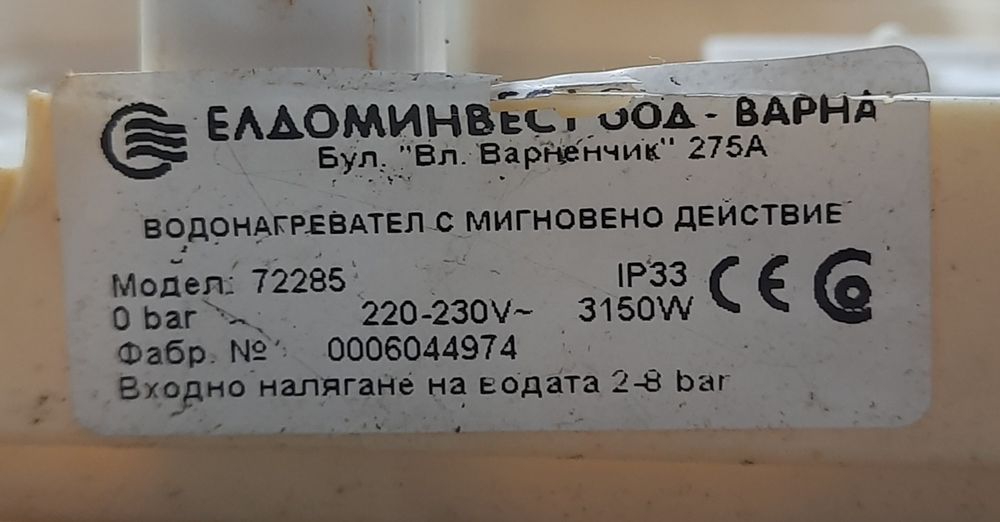 ЕЛДОМИНВЕСТ ООД - ВАРНА
Бул. "Вл. Варненчик" 275А
ВОДОНАГРЕВАТЕЛ С МИГНОВЕНО ДЕЙСТВИЕ
Модел: 72285 IP33 CE
0 bar 220-230V~ 3150W
Фабр. № 0006044974
Входно налягане на водата 2-8 bar